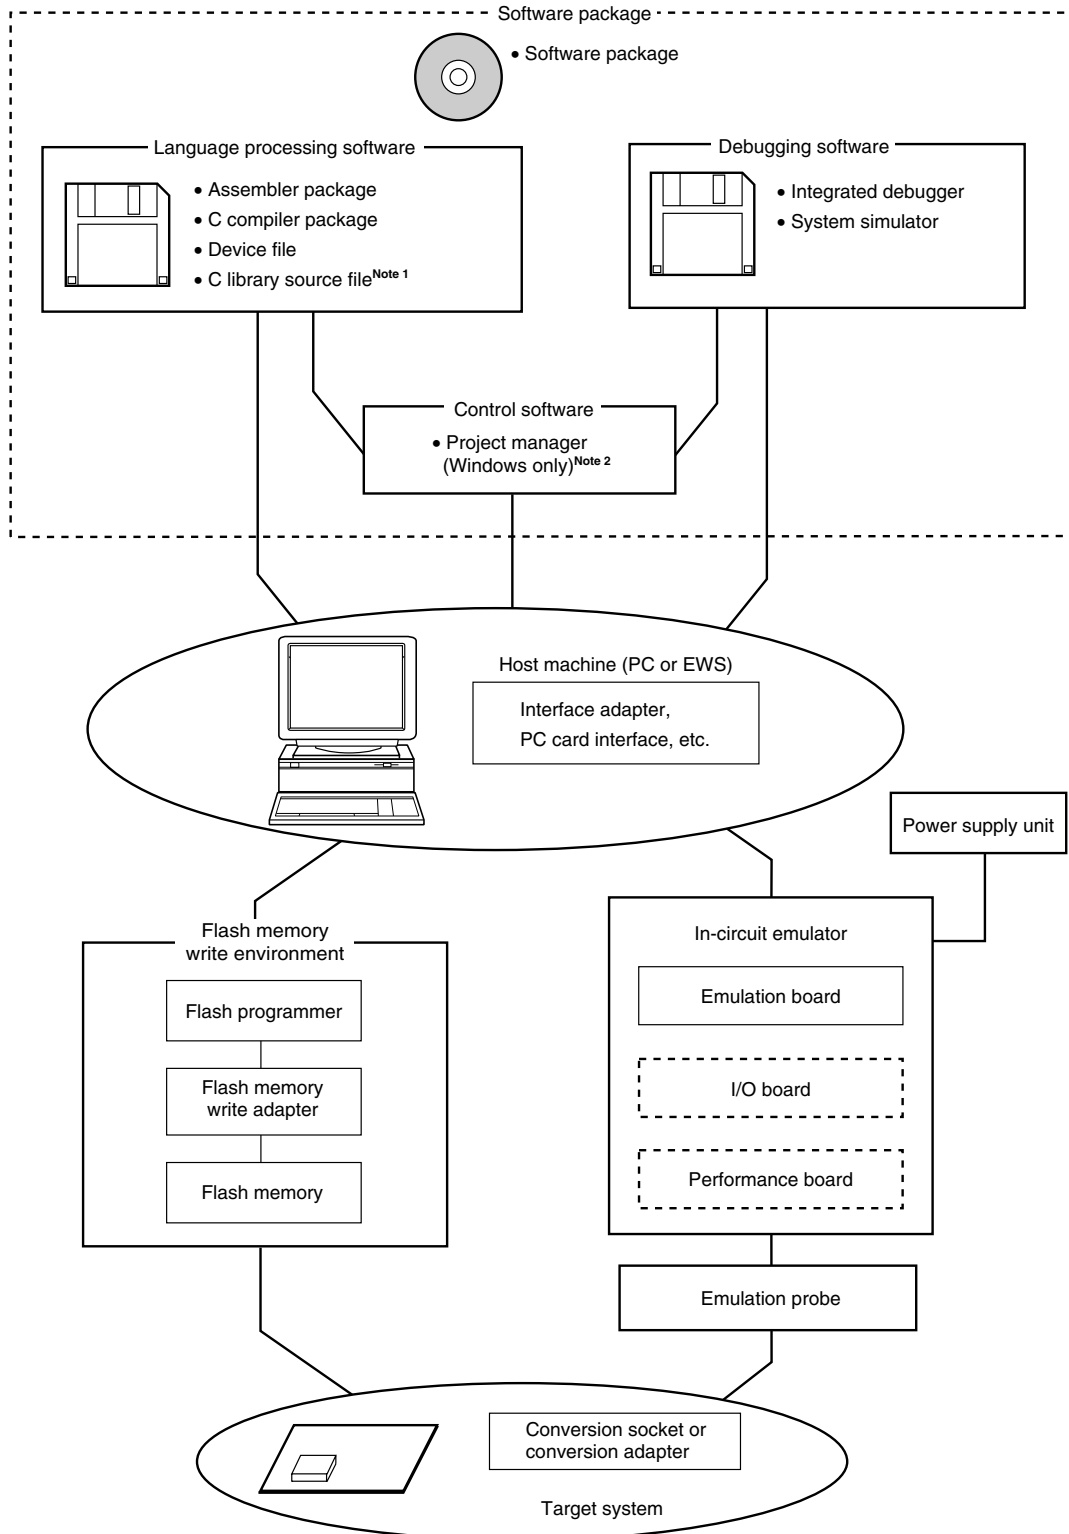 Software package
• Software package
Language processing software
• Assembler package
• C compiler package
• Device file
• C library source fileNote 1
Debugging software
• Integrated debugger
• System simulator
Control software
• Project manager
(Windows only)Note 2
Host machine (PC or EWS)
Interface adapter,
PC card interface, etc.
Power supply unit
Flash memory
write environment
Flash programmer
Flash memory
write adapter
Flash memory
In-circuit emulator
Emulation board
I/O board
Performance board
Emulation probe
Conversion socket or
conversion adapter
Target system